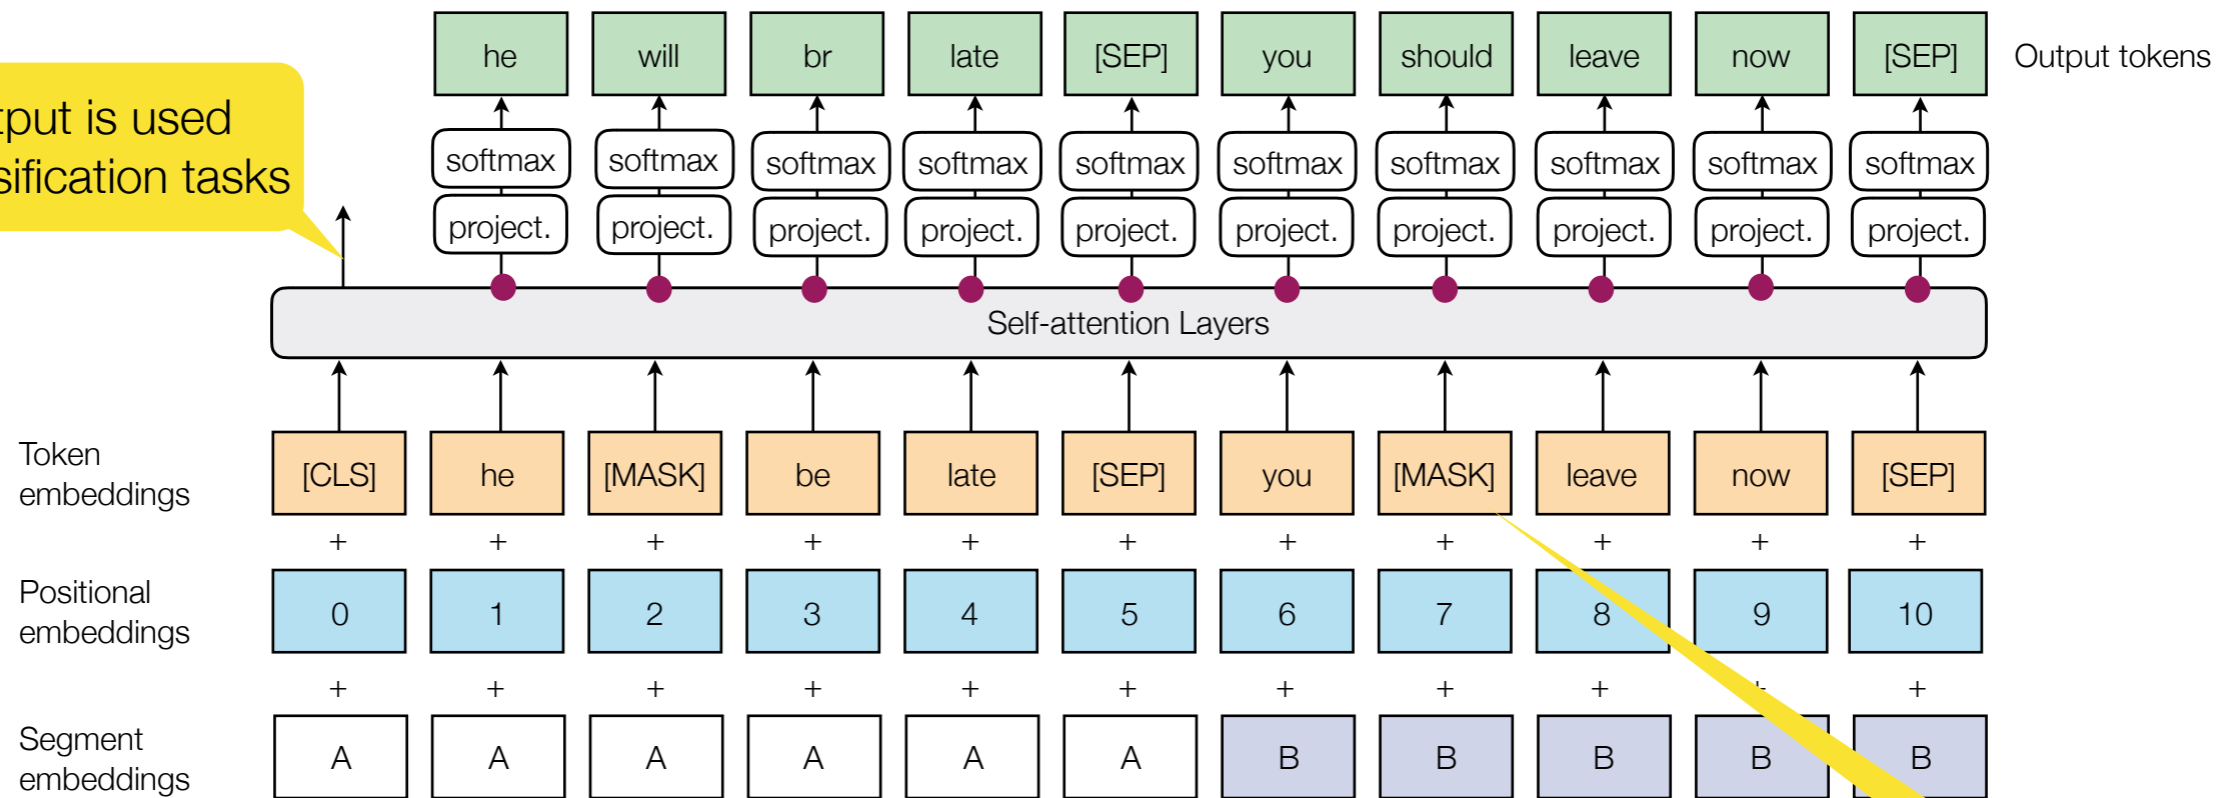 he will br late [SEP] you should leave now [SEP] Output tokens
tput is used
sification tasks
softmax softmax softmax softmax softmax softmax softmax softmax softmax softmax
project. project. project. project. project. project. project. project. project. project.
Self-attention Layers
Token
embeddings
[CLS] he [MASK] be late [SEP] you [MASK] leave now [SEP]
+ + + + + + + + + + +
Positional
embeddings
0 1 2 3 4 5 6 7 8 9 10
+ + + + + + + + + + +
Segment
embeddings
A A A A A A B B B B B